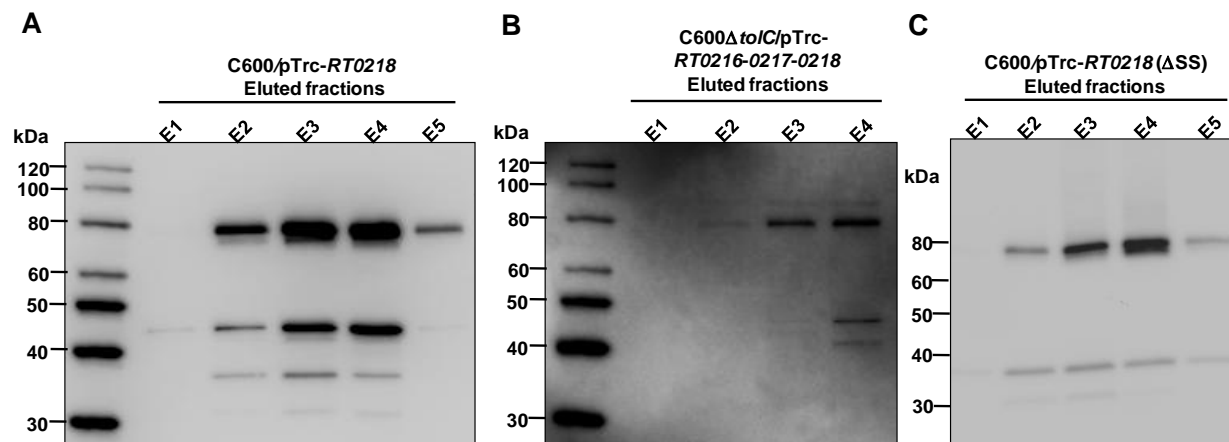 A
C600/pTrc-RT0218
Eluted fractions
E1 E2 E3 E4 E5
kDa
120
100
80
60
50
40
30
B
C600ΔtolC/pTrc-
RT0216-0217-0218
Eluted fractions
E1 E2 E3 E4
kDa
120
100
80
60
50
40
30
C
C600/pTrc-RT0218(ΔSS)
Eluted fractions
E1 E2 E3 E4 E5
kDa
80
60
50
40
30